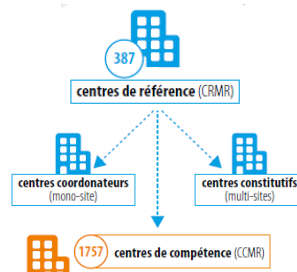 387
centres de référence (CRMR)
centres coordonateurs
(mono-site)
centres constitutifs
(multi-sites)
1757 centres de compétence (CCMR)